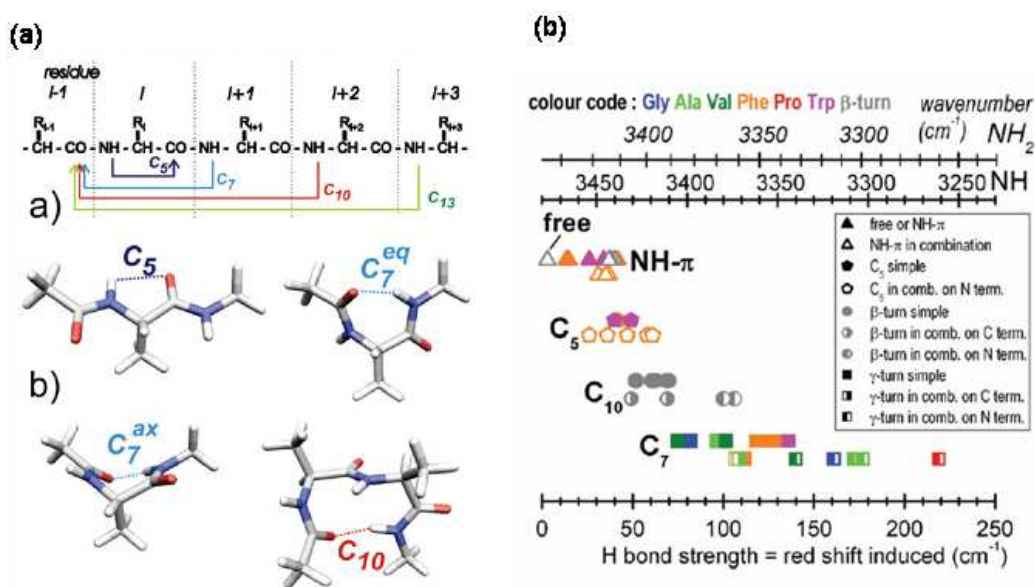 (a)
residue
i-1 i i+1 i+2 i+3
R i-1 R i R i+1 R i+2 R i+3
- CH - CO - NH - CH - CO - NH - CH - CO - NH - CH - CO - NH - CH -
C5
C7
C10
C13
a)
C5
C7 eq
b)
C7 ax
C10
(b)
colour code : Gly Ala Val Phe Pro Trp β-turn
wavenumber (cm-1)
3400 3350 3300 NH2
3450 3400 3350 3300 3250 NH
free
NH-π
C5
C10
C7
free or NH-π
NH-π in combination
C5 simple
C5 in comb. on N term.
β-turn simple
β-turn in comb. on C term.
β-turn in comb. on N term.
γ-turn simple
γ-turn in comb. on C term.
γ-turn in comb. on N term.
0 50 100 150 200 250
H bond strength = red shift induced (cm-1)